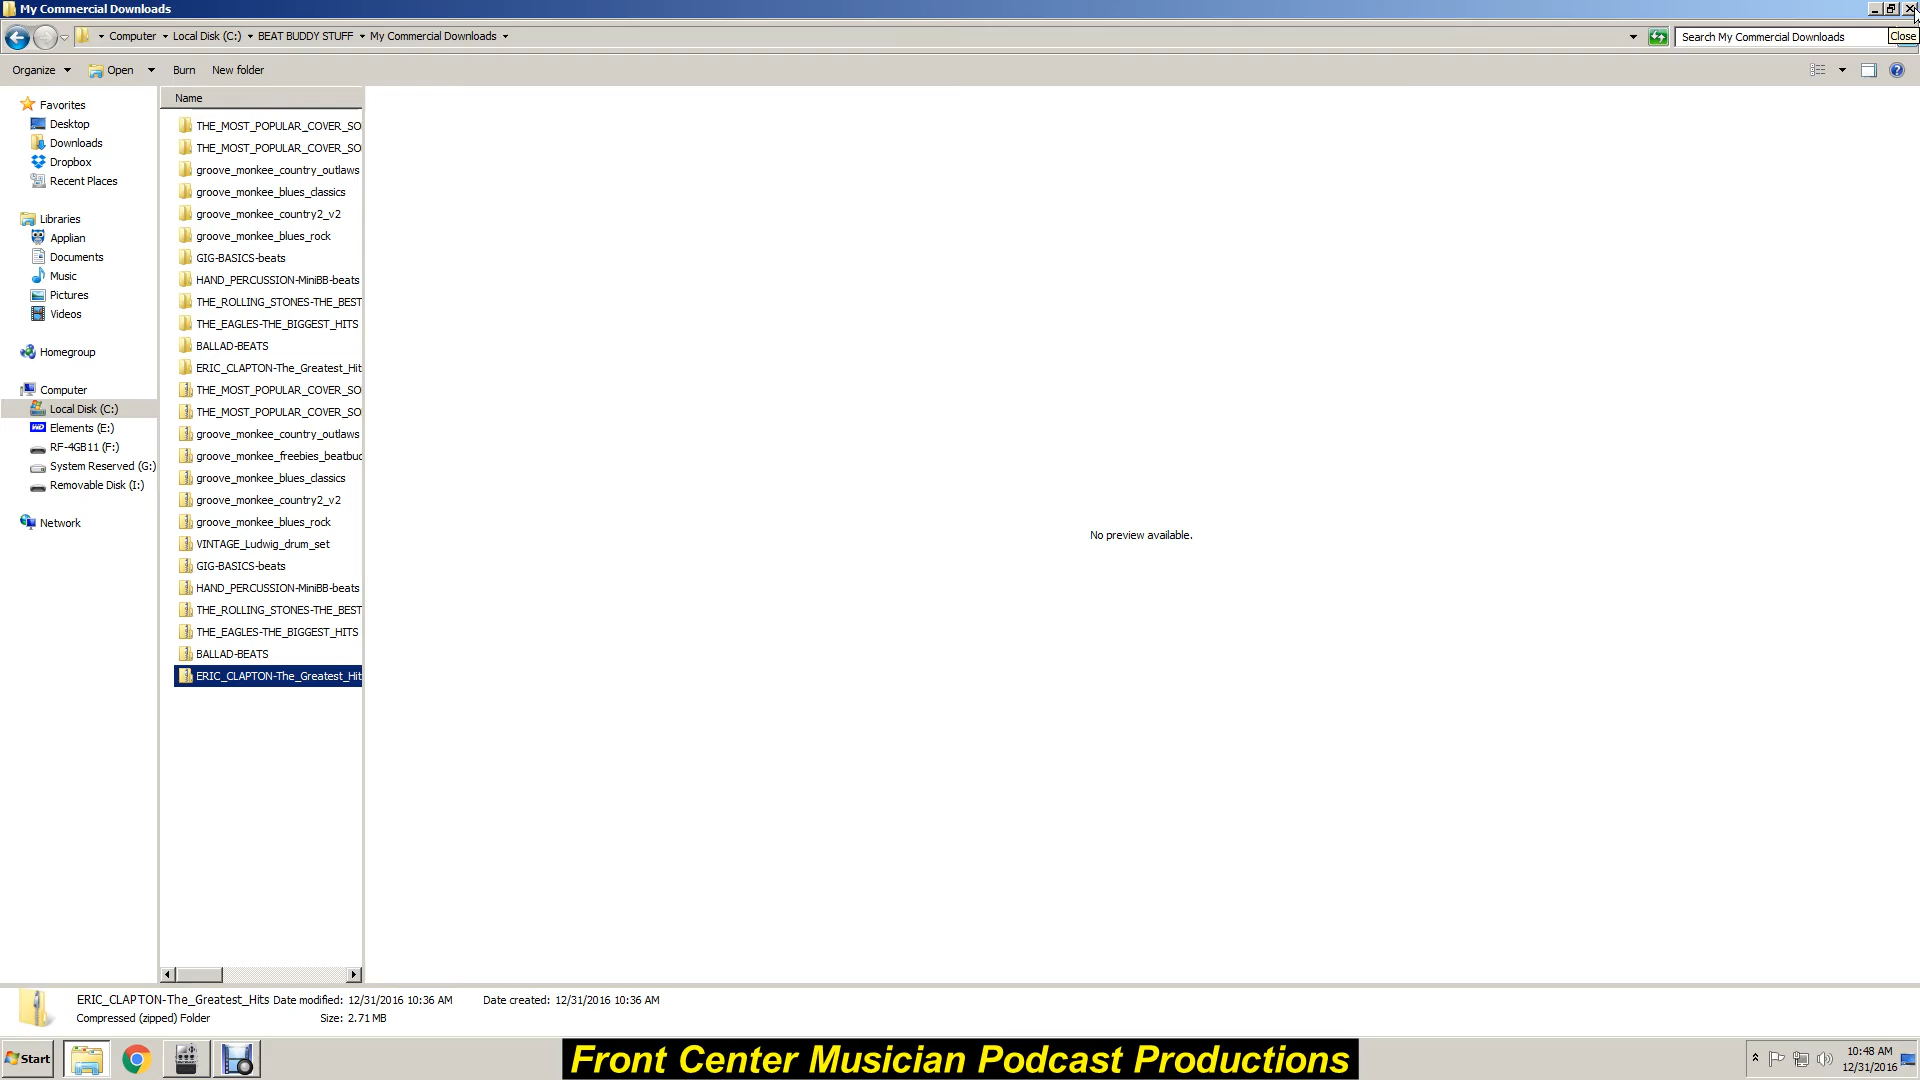 My Commercial Downloads
Computer Local Disk (C:) BEAT BUDDY STUFF My Commercial Downloads
Search My Commercial Downloads
Close
Organize Open Burn New folder
Favorites
Desktop
Downloads
Dropbox
Recent Places
Libraries
Applian
Documents
Music
Pictures
Videos
Homegroup
Computer
Local Disk (C:)
WD Elements (E:)
RF-4GB11 (F:)
System Reserved (G:)
Removable Disk (I:)
Network
Name
THE_MOST_POPULAR_COVER_SO
THE_MOST_POPULAR_COVER_SO
groove_monkee_country_outlaws
groove_monkee_blues_classics
groove_monkee_country2_v2
groove_monkee_blues_rock
GIG-BASICS-beats
HAND_PERCUSSION-MiniBB-beats
THE_ROLLING_STONES-THE_BEST
THE_EAGLES-THE_BIGGEST_HITS
BALLAD-BEATS
ERIC_CLAPTON-The_Greatest_Hit
THE_MOST_POPULAR_COVER_SO
THE_MOST_POPULAR_COVER_SO
groove_monkee_country_outlaws
groove_monkee_freebies_beatbud
groove_monkee_blues_classics
groove_monkee_country2_v2
groove_monkee_blues_rock
VINTAGE_Ludwig_drum_set
GIG-BASICS-beats
HAND_PERCUSSION-MiniBB-beats
THE_ROLLING_STONES-THE_BEST
THE_EAGLES-THE_BIGGEST_HITS
BALLAD-BEATS
ERIC_CLAPTON-The_Greatest_Hit
No preview available.
ERIC_CLAPTON-The_Greatest_Hits Date modified: 12/31/2016 10:36 AM Date created: 12/31/2016 10:36 AM
Compressed (zipped) Folder Size: 2.71 MB
Start
Front Center Musician Podcast Productions
10:48 AM
12/31/2016